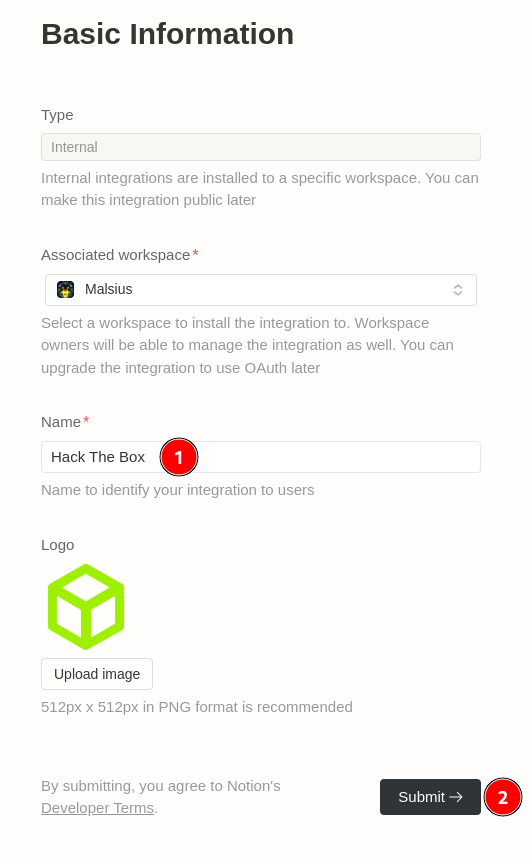 Basic Information
Type
Internal
Internal integrations are installed to a specific workspace. You can
make this integration public later
Associated workspace*
Malsius
Select a workspace to install the integration to. Workspace
owners will be able to manage the integration as well. You can
upgrade the integration to use OAuth later
Name*
Hack The Box 1
Name to identify your integration to users
Logo
Upload image
512px x 512px in PNG format is recommended
By submitting, you agree to Notion's
Developer Terms.
Submit → 2